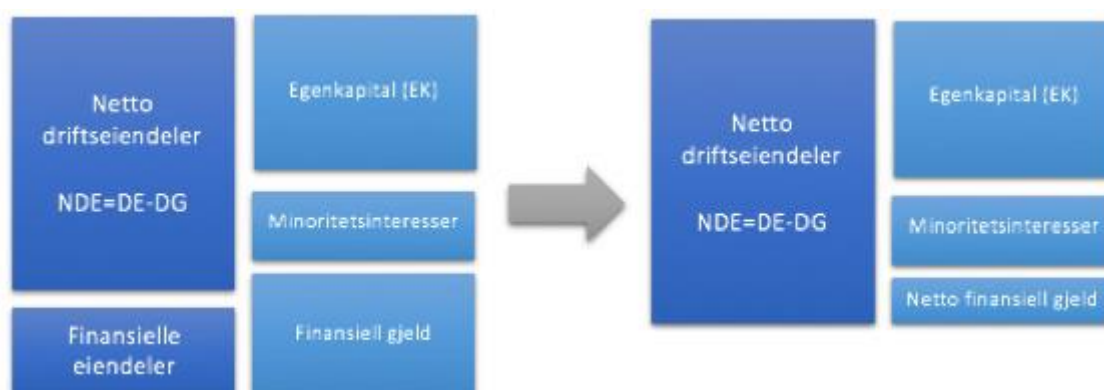 Netto
driftseiendeler
NDE=DE-DG
Finansielle
eiendeler
Egenkapital (EK)
Minoritetsinteresser
Finansiell gjeld
Netto
driftseiendeler
NDE=DE-DG
Egenkapital (EK)
Minoritetsinteresser
Netto finansiell gjeld